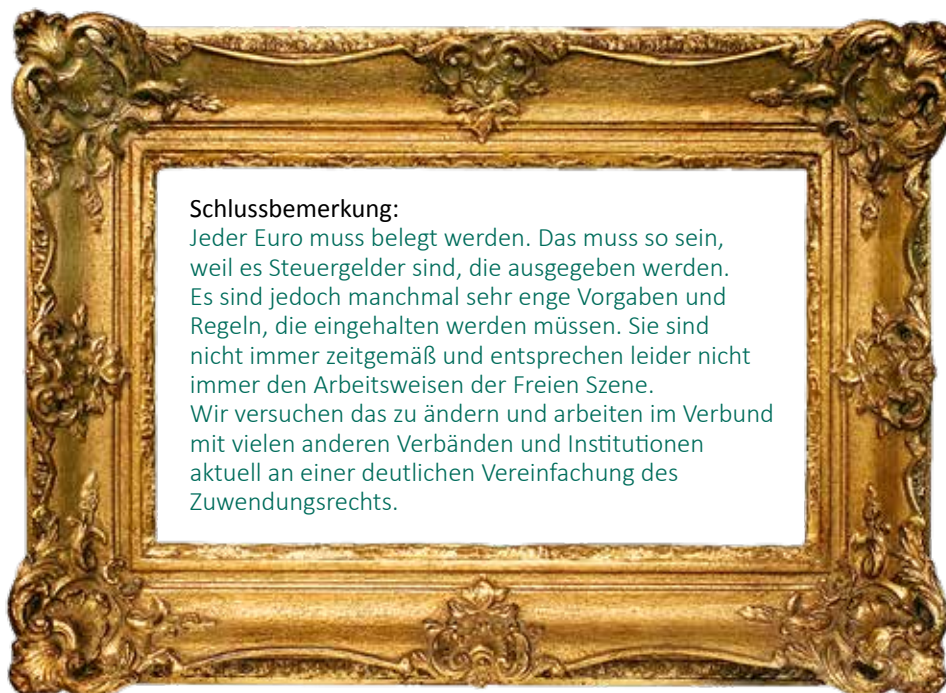 Schlussbemerkung:
Jeder Euro muss belegt werden. Das muss so sein,
weil es Steuergelder sind, die ausgegeben werden.
Es sind jedoch manchmal sehr enge Vorgaben und
Regeln, die eingehalten werden müssen. Sie sind
nicht immer zeitgemäß und entsprechen leider nicht
immer den Arbeitsweisen der Freien Szene.
Wir versuchen das zu ändern und arbeiten im Verbund
mit vielen anderen Verbänden und Institutionen
aktuell an einer deutlichen Vereinfachung des
Zuwendungsrechts.